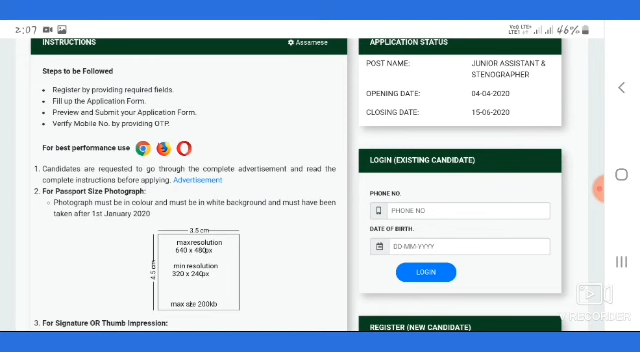 2:07
VoD LTE+
LTE1
46%
INSTRUCTIONS
Assamese
Steps to be Followed
Register by providing required fields.
Fill up the Application Form.
Preview and Submit your Application Form.
Verify Mobile No. by providing OTP.
For best performance use
1. Candidates are requested to go through the complete advertisement and read the
complete instructions before applying. Advertisement
2. For Passport Size Photograph:
Photograph must be in colour and must be in white background and must have been
taken after 1st January 2020
3.5 cm
4.5 cm
max resolution
640 x 480px
min resolution
320 x 240px
max size 200kb
3. For Signature OR Thumb Impression:
APPLICATION STATUS
POST NAME:
JUNIOR ASSISTANT &
STENOGRAPHER
OPENING DATE:
04-04-2020
CLOSING DATE:
15-06-2020
LOGIN (EXISTING CANDIDATE)
PHONE NO.
PHONE NO
DATE OF BIRTH.
DD-MM-YYYY
LOGIN
REGISTER (NEW CANDIDATE)
RECORDER